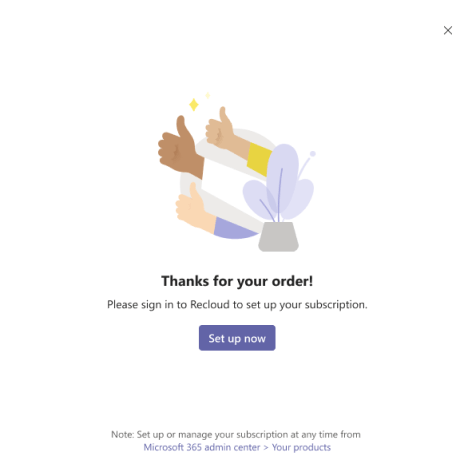 Thanks for your order!
Please sign in to Recloud to set up your subscription.
Set up now
Note: Set up or manage your subscription at any time from
Microsoft 365 admin center > Your products